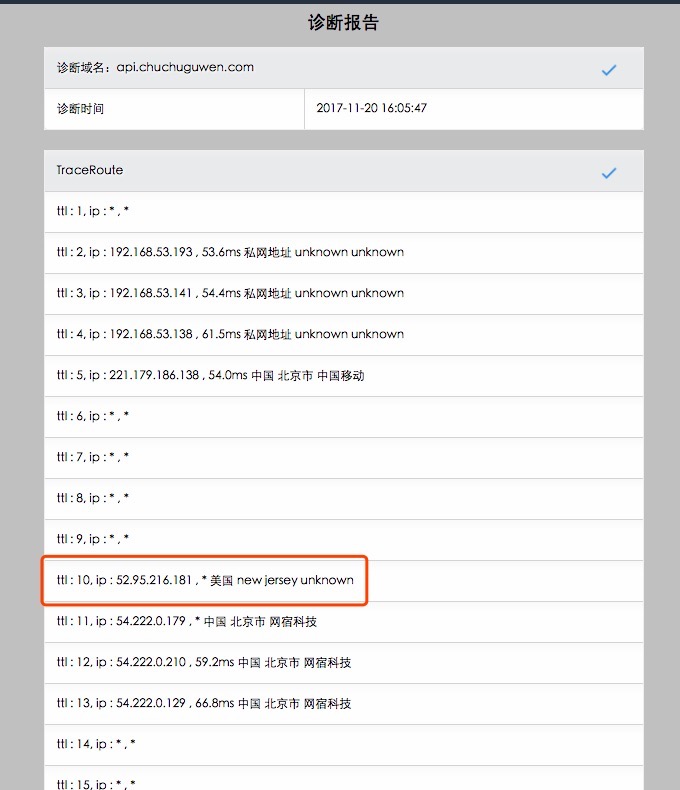 诊断报告
诊断域名：api.chuchuguwen.com
诊断时间 2017-11-20 16:05:47
TraceRoute
ttl : 1, ip : * , *
ttl : 2, ip : 192.168.53.193 , 53.6ms 私网地址 unknown unknown
ttl : 3, ip : 192.168.53.141 , 54.4ms 私网地址 unknown unknown
ttl : 4, ip : 192.168.53.138 , 61.5ms 私网地址 unknown unknown
ttl : 5, ip : 221.179.186.138 , 54.0ms 中国 北京市 中国移动
ttl : 6, ip : * , *
ttl : 7, ip : * , *
ttl : 8, ip : * , *
ttl : 9, ip : * , *
ttl : 10, ip : 52.95.216.181 , * 美国 new jersey unknown
ttl : 11, ip : 54.222.0.179 , * 中国 北京市 网宿科技
ttl : 12, ip : 54.222.0.210 , 59.2ms 中国 北京市 网宿科技
ttl : 13, ip : 54.222.0.129 , 66.8ms 中国 北京市 网宿科技
ttl : 14, ip : * , *
ttl : 15, ip : * , *